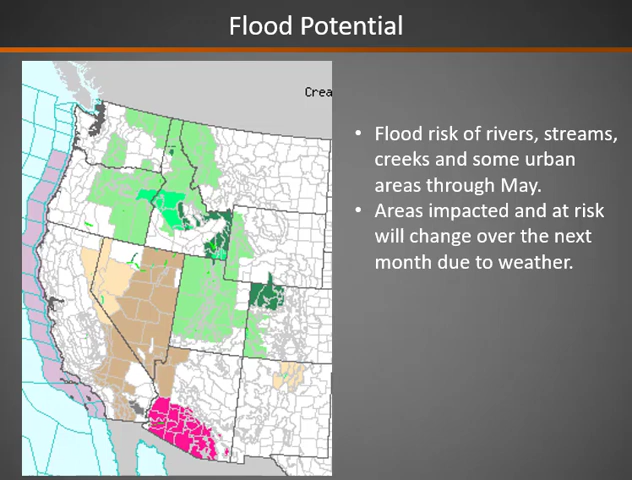 Flood Potential
Crea
• Flood risk of rivers, streams,
creeks and some urban
areas through May.
• Areas impacted and at risk
will change over the next
month due to weather.